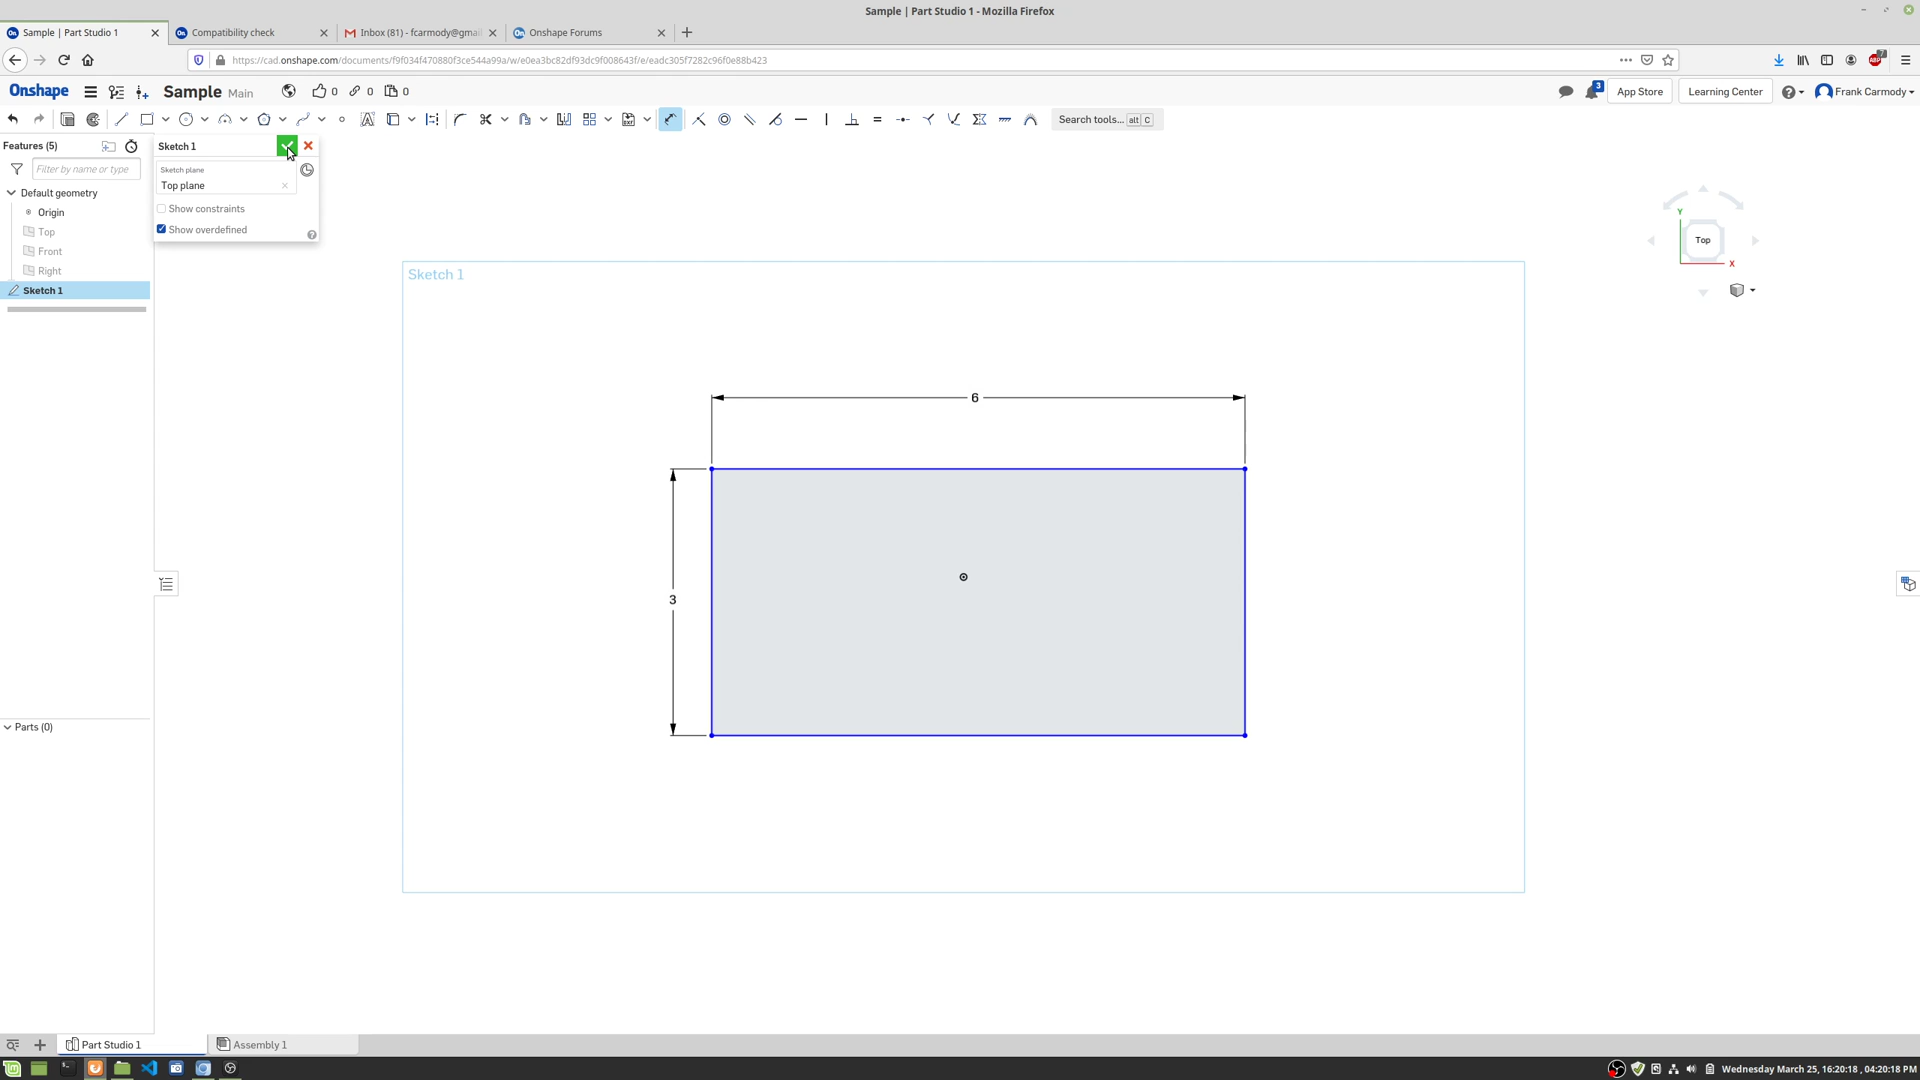 Sample | Part Studio 1 - Mozilla Firefox
Sample | Part Studio 1
Compatibility check
Inbox (81) - fcarmody@gmai
Onshape Forums
https://cad.onshape.com/documents/f9f034f470880f3ce544a99a/w/e0ea3bc82df93dc9f008643f/e/eadc305f7282c96f0e88b423
ABP
7
Onshape
Sample Main
0
0
0
3
App Store
Learning Center
Frank Carmody
Search tools... alt C
Features (5)
Filter by name or type
Default geometry
Origin
Top
Front
Right
Sketch 1
Parts (0)
Sketch 1
Sketch plane
Top plane
Show constraints
Show overdefined
Y
Top
X
Sketch 1
6
3
Part Studio 1
Assembly 1
Wednesday March 25, 16:20:18 , 04:20:18 PM